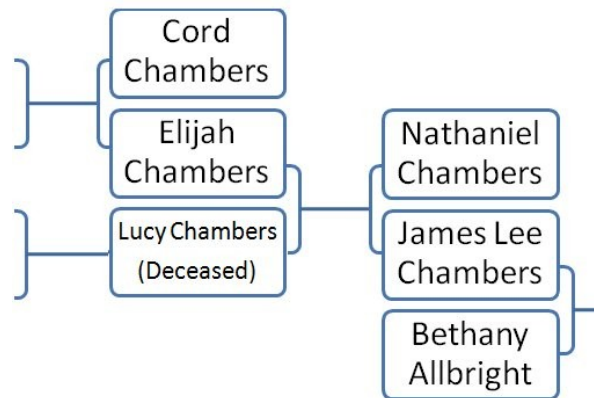 Cord
Chambers
Elijah
Chambers
Lucy Chambers
(Deceased)
Nathaniel
Chambers
James Lee
Chambers
Bethany
Allbright